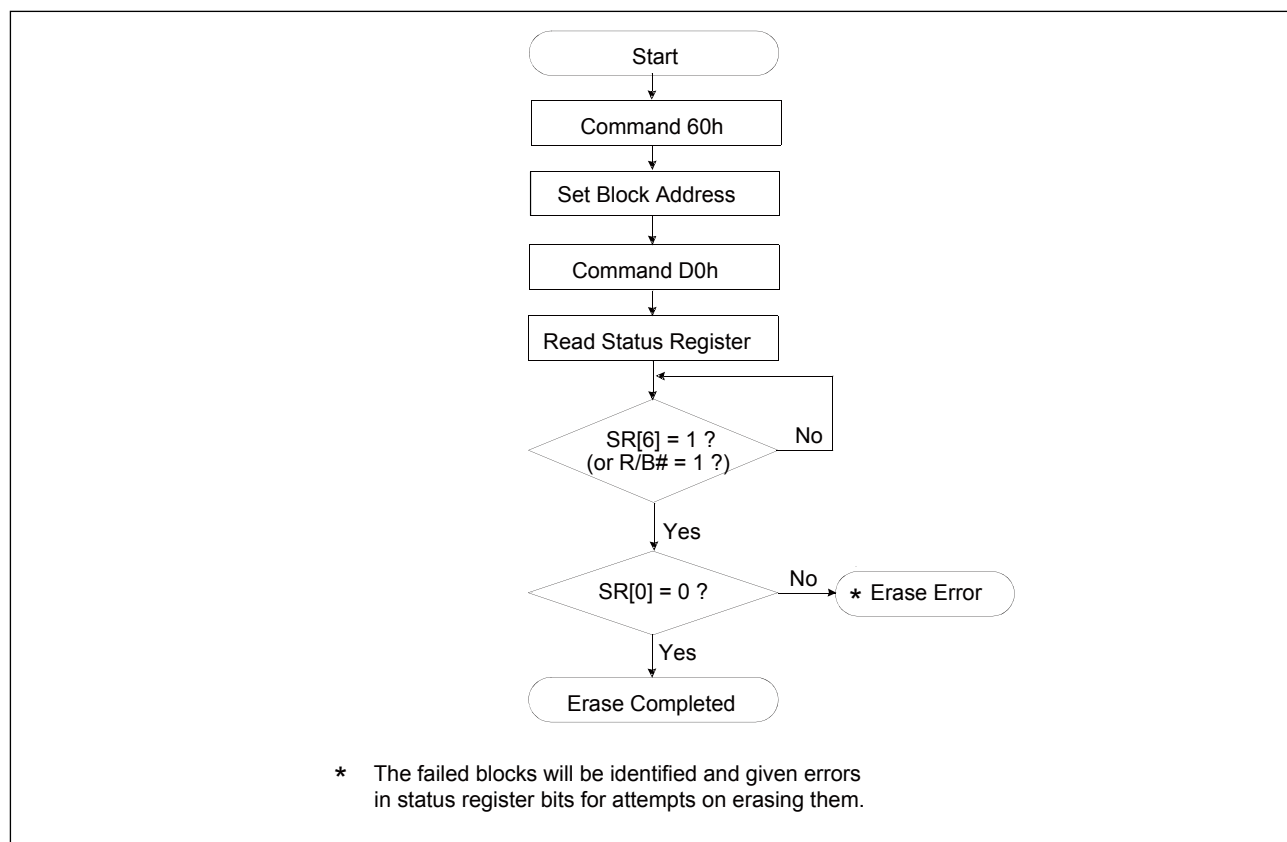 Start
Command 60h
Set Block Address
Command D0h
Read Status Register
SR[6] = 1 ?
(or R/B# = 1 ?)
No
Yes
SR[0] = 0 ?
No
* Erase Error
Yes
Erase Completed
* The failed blocks will be identified and given errors
in status register bits for attempts on erasing them.